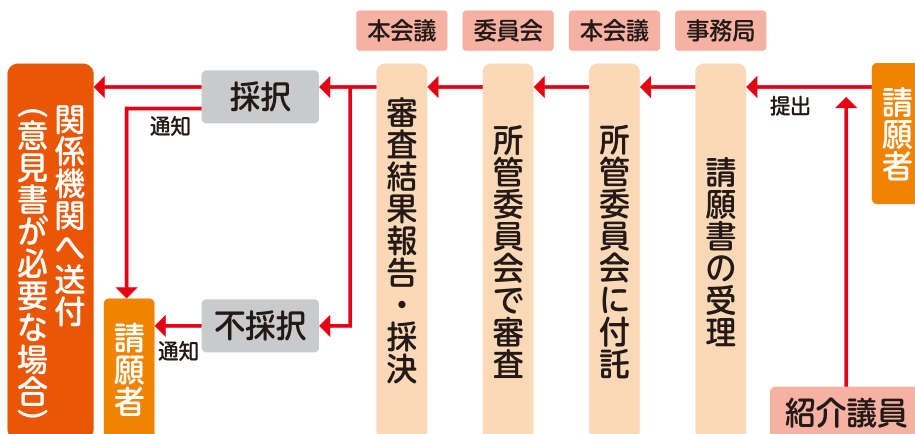 請願者
提出
紹介議員
事務局
請願書の受理
本会議
所管委員会に付託
委員会
所管委員会で審査
本会議
審査結果報告・採決
採択
通知
不採択
通知
請願者
関係機関へ送付
（意見書が必要な場合）